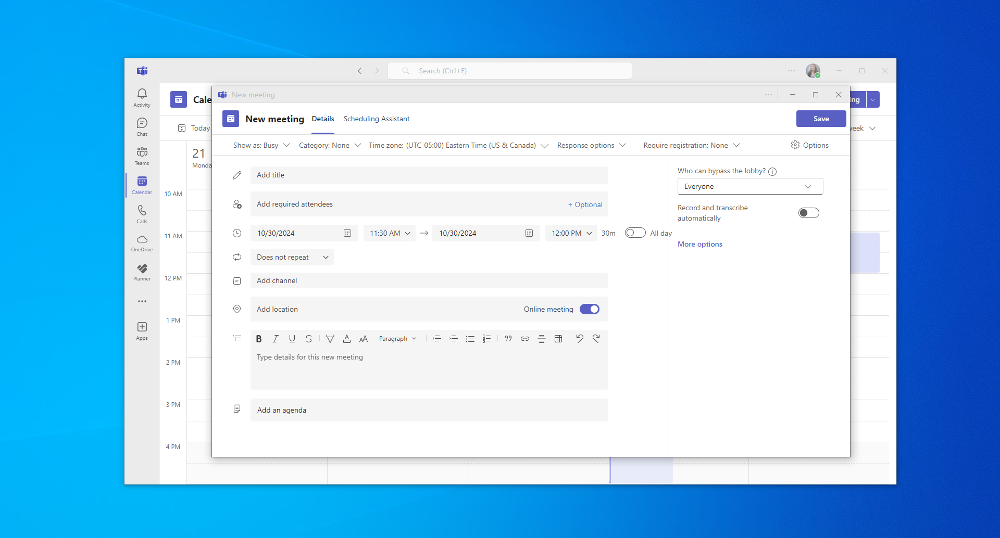 Search (Ctrl+E)
Activity
Chat
Teams
Calendar
Calls
OneDrive
Planner
Apps
Cale
ing
Today
week
21
Monda
10 AM
11 AM
12 PM
1 PM
2 PM
3 PM
4 PM
New meeting
New meeting
Details
Scheduling Assistant
Save
Show as: Busy
Category: None
Time zone: (UTC-05:00) Eastern Time (US & Canada)
Response options
Require registration: None
Options
Add title
Add required attendees
+ Optional
10/30/2024
11:30 AM
10/30/2024
12:00 PM
30m
All day
Does not repeat
Add channel
Add location
Online meeting
Paragraph
Type details for this new meeting
Add an agenda
Who can bypass the lobby?
Everyone
Record and transcribe
automatically
More options